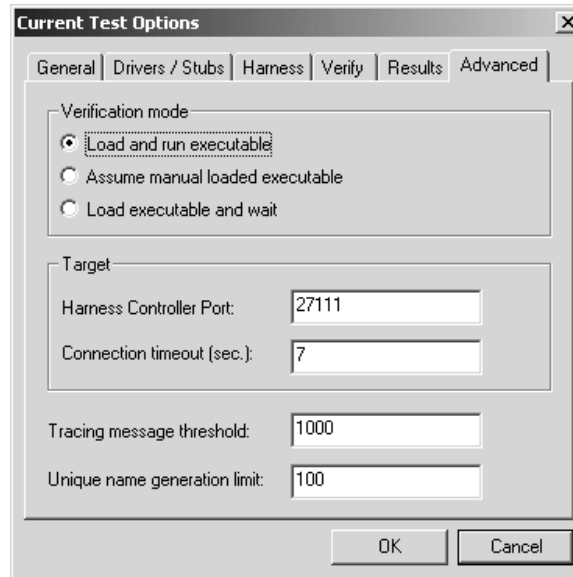 Current Test Options
General Drivers / Stubs Harness Verify Results Advanced
Verification mode
Load and run executable
Assume manual loaded executable
Load executable and wait
Target
Harness Controller Port: 27111
Connection timeout (sec.): 7
Tracing message threshold: 1000
Unique name generation limit: 100
OK Cancel